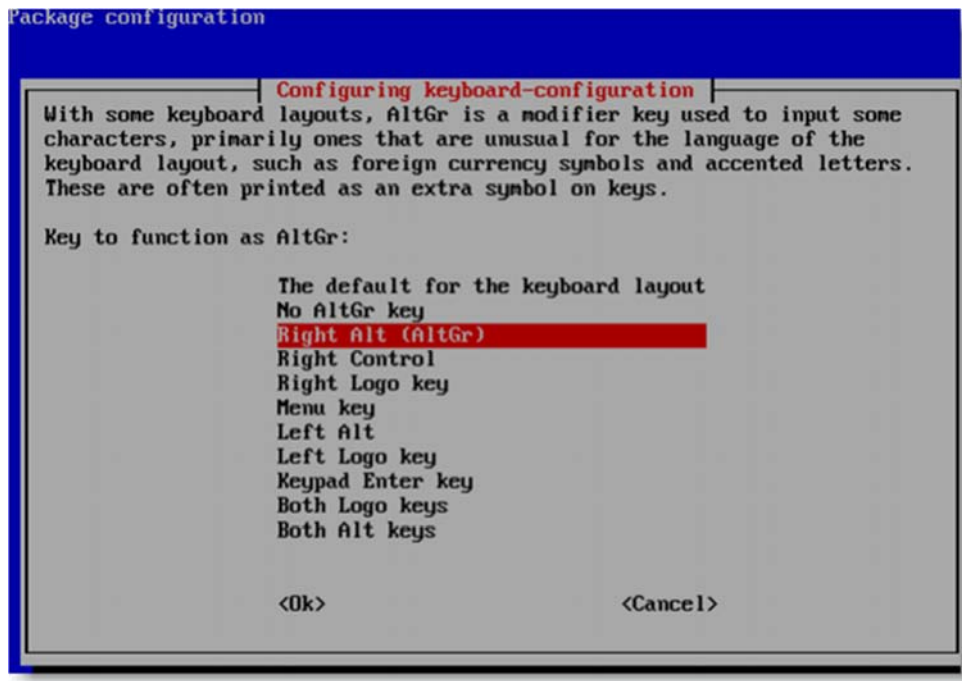 Package configuration
Configuring keyboard-configuration
With some keyboard layouts, AltGr is a modifier key used to input some
characters, primarily ones that are unusual for the language of the
keyboard layout, such as foreign currency symbols and accented letters.
These are often printed as an extra symbol on keys.
Key to function as AltGr:
The default for the keyboard layout
No AltGr key
Right Alt (AltGr)
Right Control
Right Logo key
Menu key
Left Alt
Left Logo key
Keypad Enter key
Both Logo keys
Both Alt keys
<Ok> <Cancel>